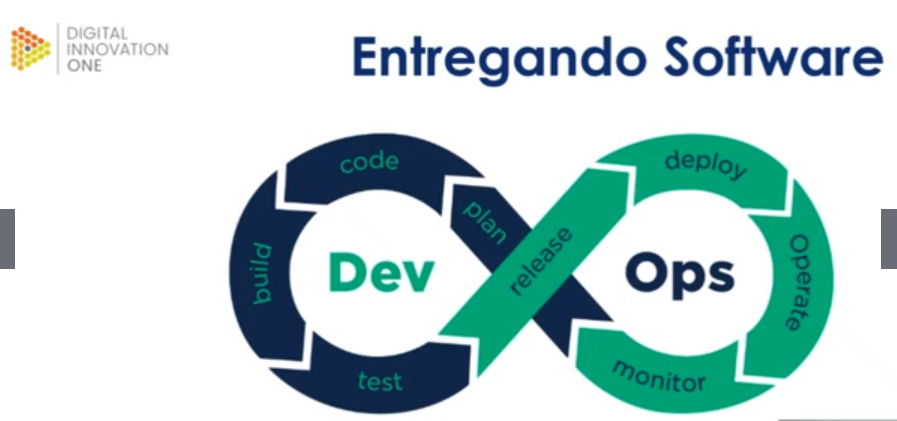 DIGITAL
INNOVATION
ONE
Entregando Software
code
plan
build
Dev
test
release
deploy
Ops
Operate
monitor